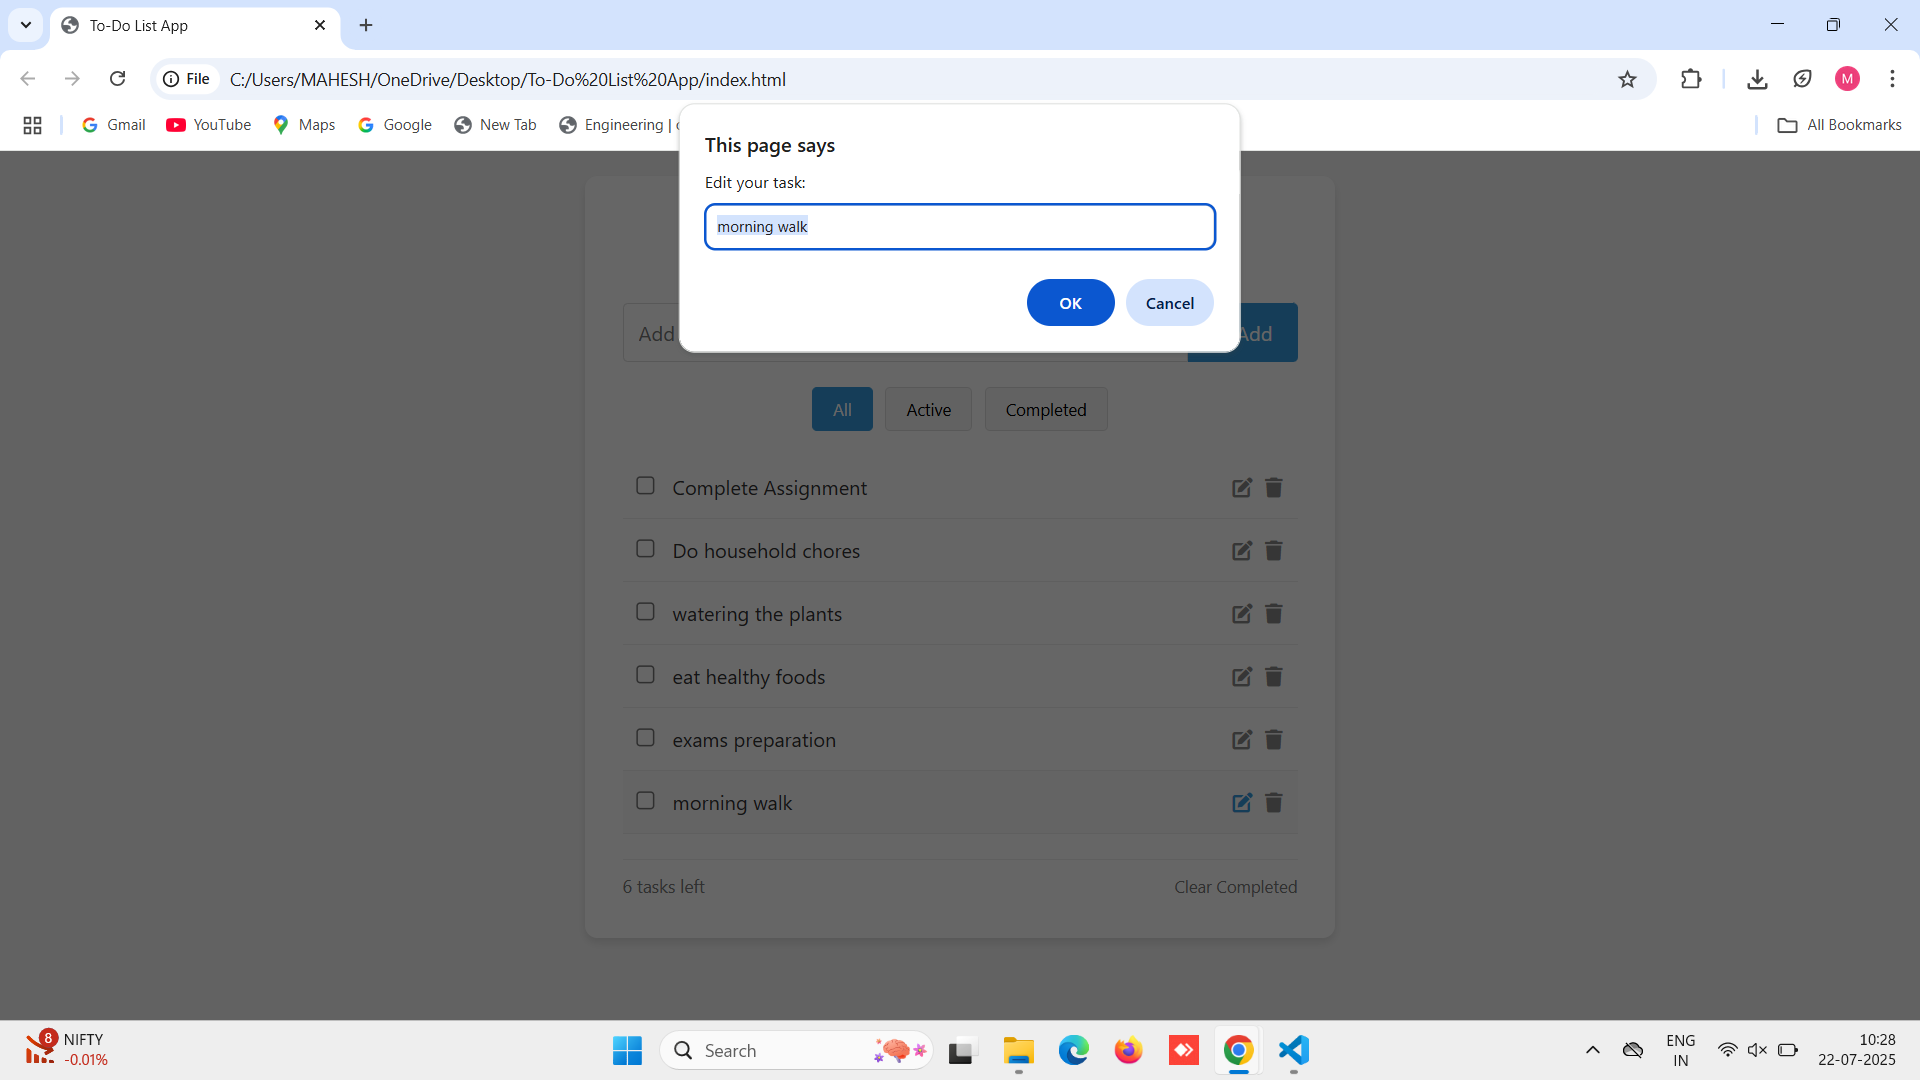 To-Do List App
File
C:/Users/MAHESH/OneDrive/Desktop/To-Do%20List%20App/index.html
M
Gmail
YouTube
Maps
Google
New Tab
Engineering |
All Bookmarks
This page says
Edit your task:
morning walk
OK
Cancel
Add
Add
All
Active
Completed
Complete Assignment
Do household chores
watering the plants
eat healthy foods
exams preparation
morning walk
6 tasks left
Clear Completed
8
NIFTY
-0.01%
Search
ENG
IN
10:28
22-07-2025